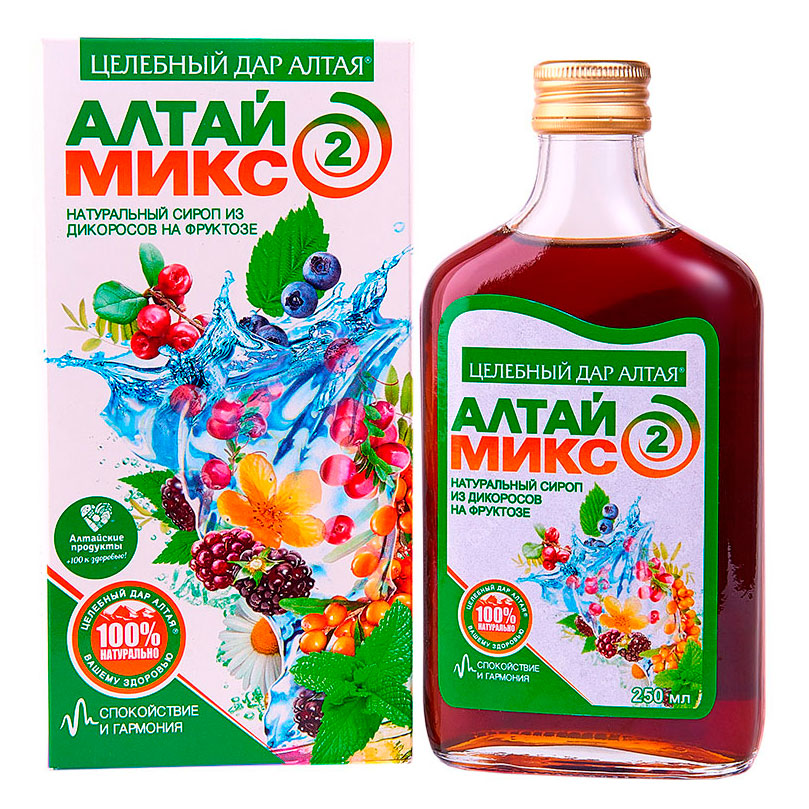 ЦЕЛЕБНЫЙ ДАР АЛТАЯ®
АЛТАЙ
МИКС 2
НАТУРАЛЬНЫЙ СИРОП ИЗ
ДИКОРОСОВ НА ФРУКТОЗЕ
Алтайские
продукты
+100 к здоровью!
ЦЕЛЕБНЫЙ ДАР АЛТАЯ®
100%
НАТУРАЛЬНО
ВАШЕМУ ЗДОРОВЬЮ
СПОКОЙСТВИЕ
И ГАРМОНИЯ
ЦЕЛЕБНЫЙ ДАР АЛТАЯ®
АЛТАЙ
МИКС 2
НАТУРАЛЬНЫЙ СИРОП
ИЗ ДИКОРОСОВ
НА ФРУКТОЗЕ
ЦЕЛЕБНЫЙ ДАР АЛТАЯ®
100%
НАТУРАЛЬНО
ВАШЕМУ ЗДОРОВЬЮ
СПОКОЙСТВИЕ
И ГАРМОНИЯ
250 мл